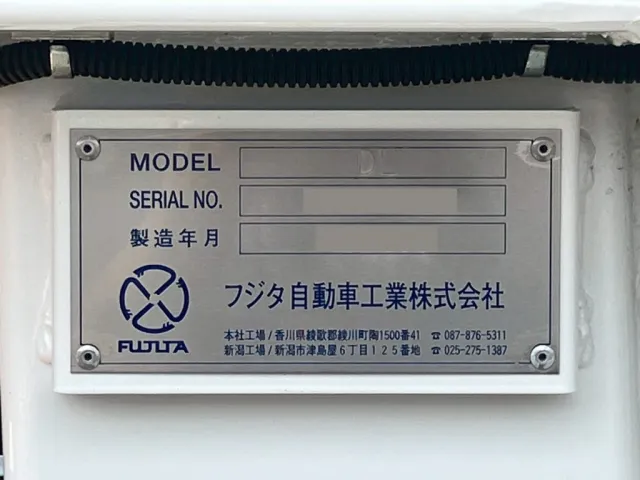 MODEL DL
SERIAL NO.
製造年月
フジタ自動車工業株式会社
FUJITA
本社工場/香川県綾歌郡綾川町陶1500番41 ☎087-876-5311
新潟工場/新潟市津島屋6丁目125番地 ☎025-275-1387